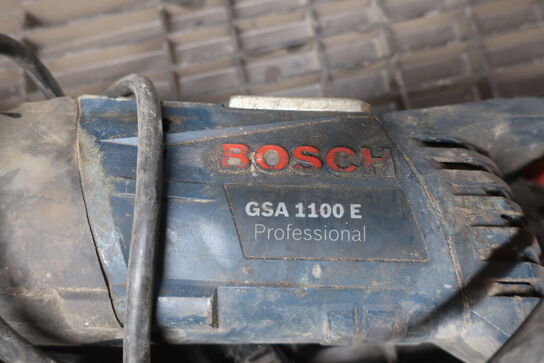 BOSCH
GSA 1100 E
Professional